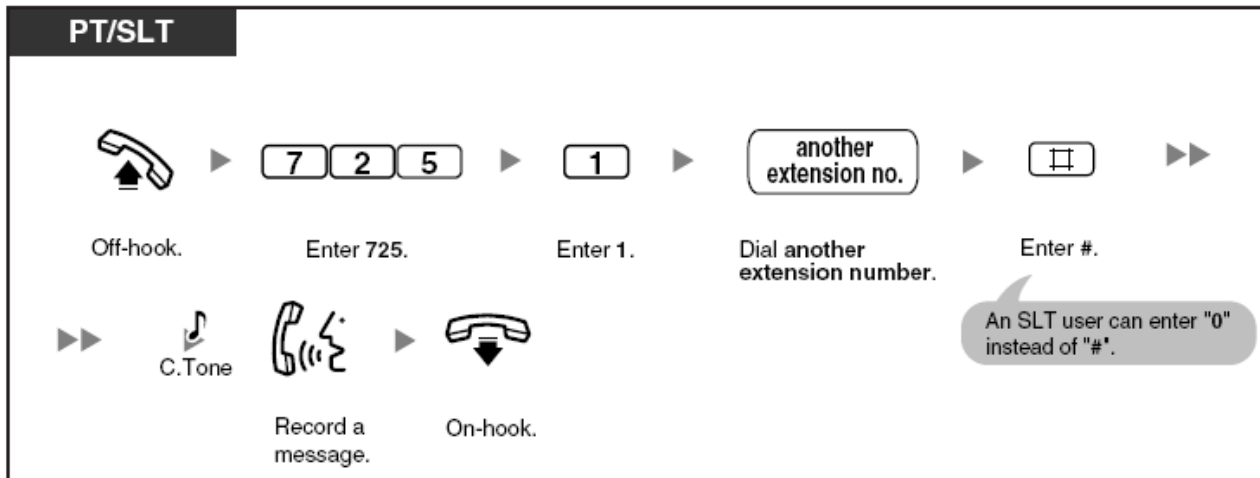 PT/SLT
7 2 5
1
another
extension no.
#
Off-hook.
Enter 725.
Enter 1.
Dial another
extension number.
Enter #.
An SLT user can enter "0"
instead of "#".
C.Tone
Record a
message.
On-hook.